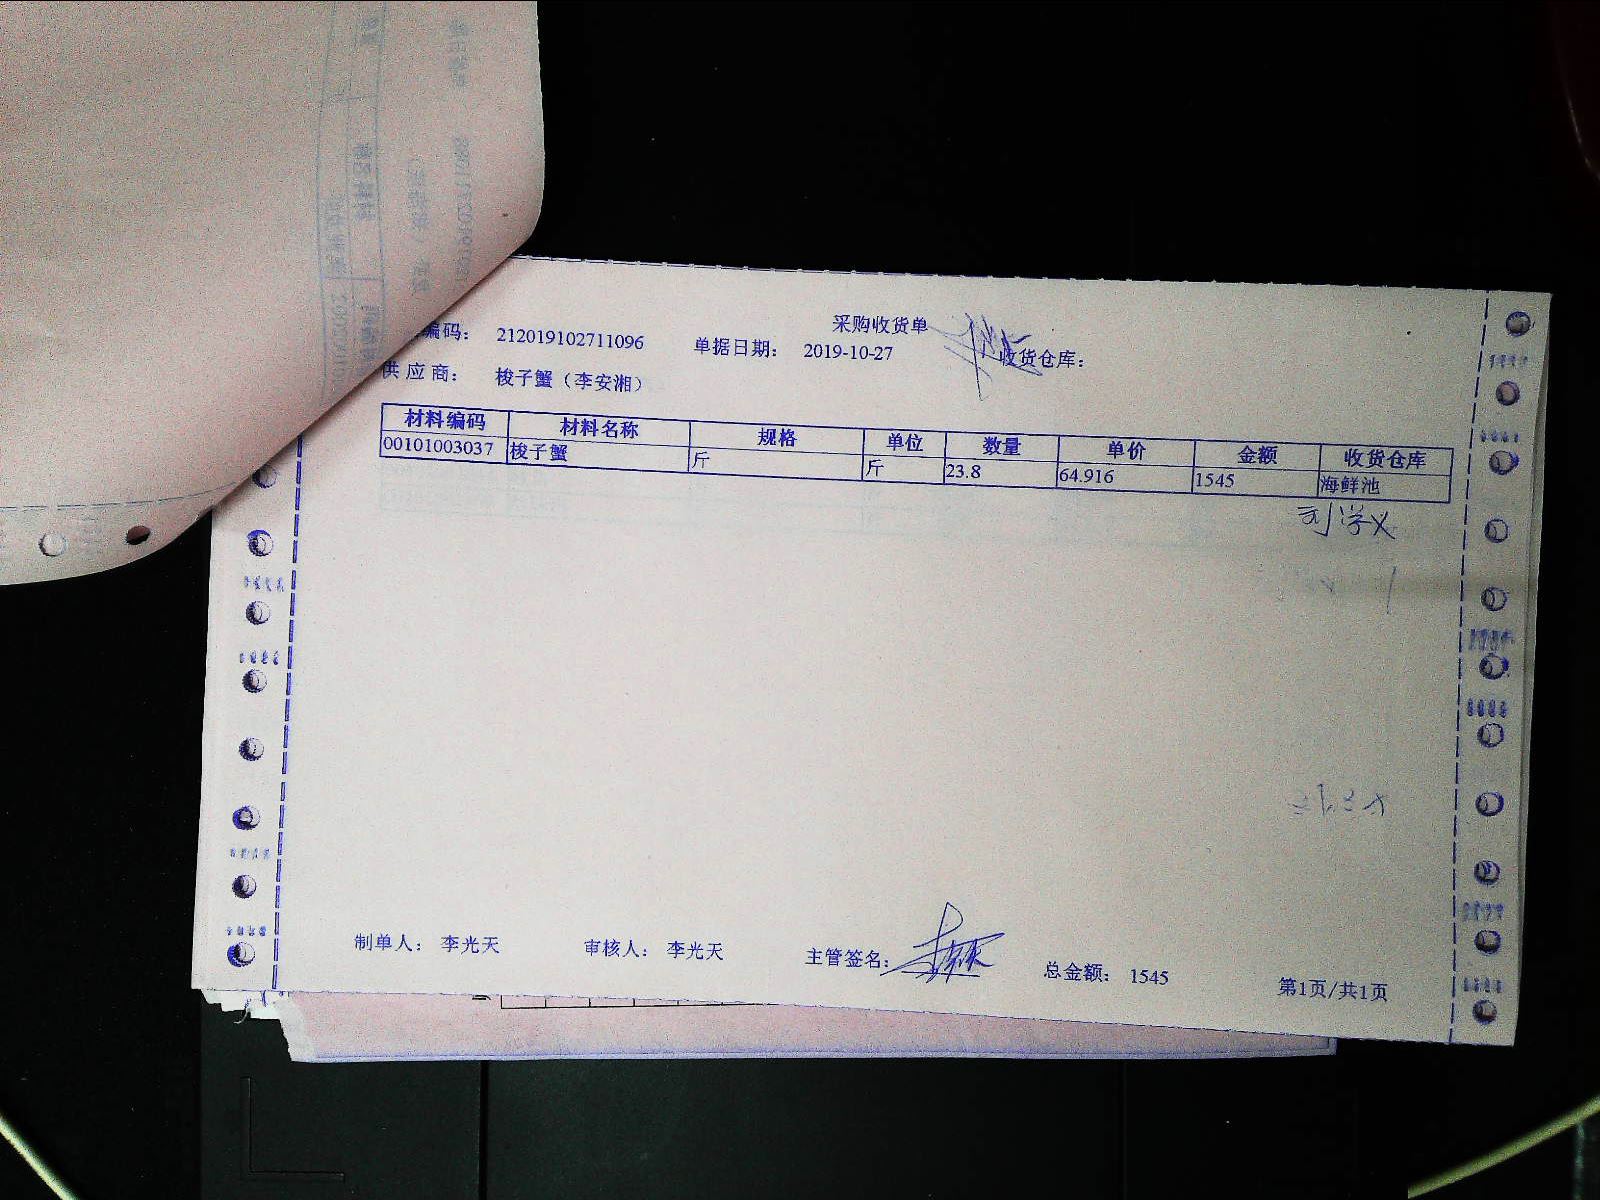 采购收货单
编码： 212019102711096 单据日期： 2019-10-27 收货仓库：
供应商： 梭子蟹（李安湘）
材料编码 材料名称 规格 单位 数量 单价 金额 收货仓库
00101003037 梭子蟹 斤 斤 23.8 64.916 1545 海鲜池
刘学义
制单人： 李光天 审核人： 李光天 主管签名： 总金额： 1545 第1页/共1页